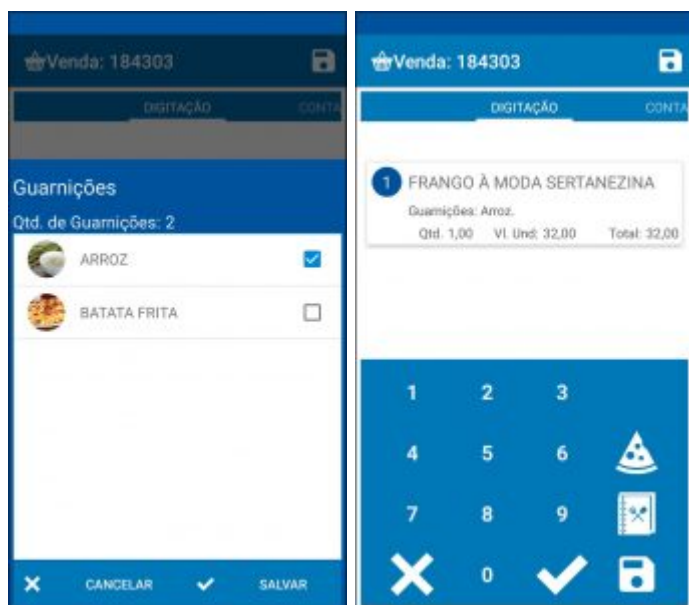 Venda: 184303
DIGITAÇÃO CONTA
Guarnições
Qtd. de Guarnições: 2
ARROZ
BATATA FRITA
CANCELAR SALVAR
Venda: 184303
DIGITAÇÃO CONTA
1 FRANGO À MODA SERTANEZINA
Guarnições: Arroz.
Qtd. 1,00 Vl. Und: 32,00 Total: 32,00
1 2 3
4 5 6
7 8 9
0